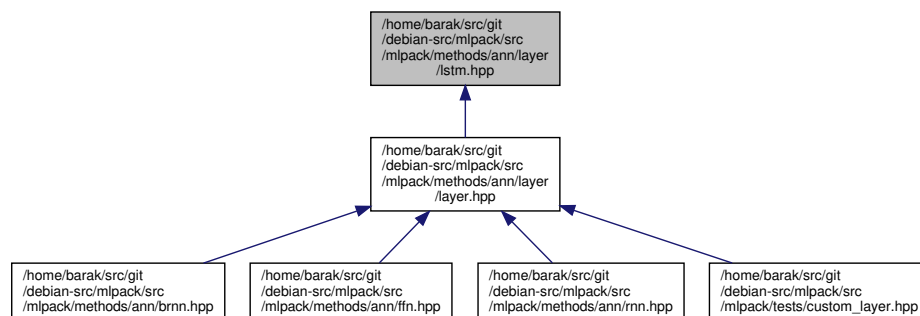 /home/barak/src/git
/debian-src/mlpack/src
/mlpack/methods/ann/layer
/lstm.hpp
/home/barak/src/git
/debian-src/mlpack/src
/mlpack/methods/ann/layer
/layer.hpp
/home/barak/src/git
/debian-src/mlpack/src
/mlpack/methods/ann/brnn.hpp
/home/barak/src/git
/debian-src/mlpack/src
/mlpack/methods/ann/ffn.hpp
/home/barak/src/git
/debian-src/mlpack/src
/mlpack/methods/ann/rnn.hpp
/home/barak/src/git
/debian-src/mlpack/src
/mlpack/tests/custom_layer.hpp